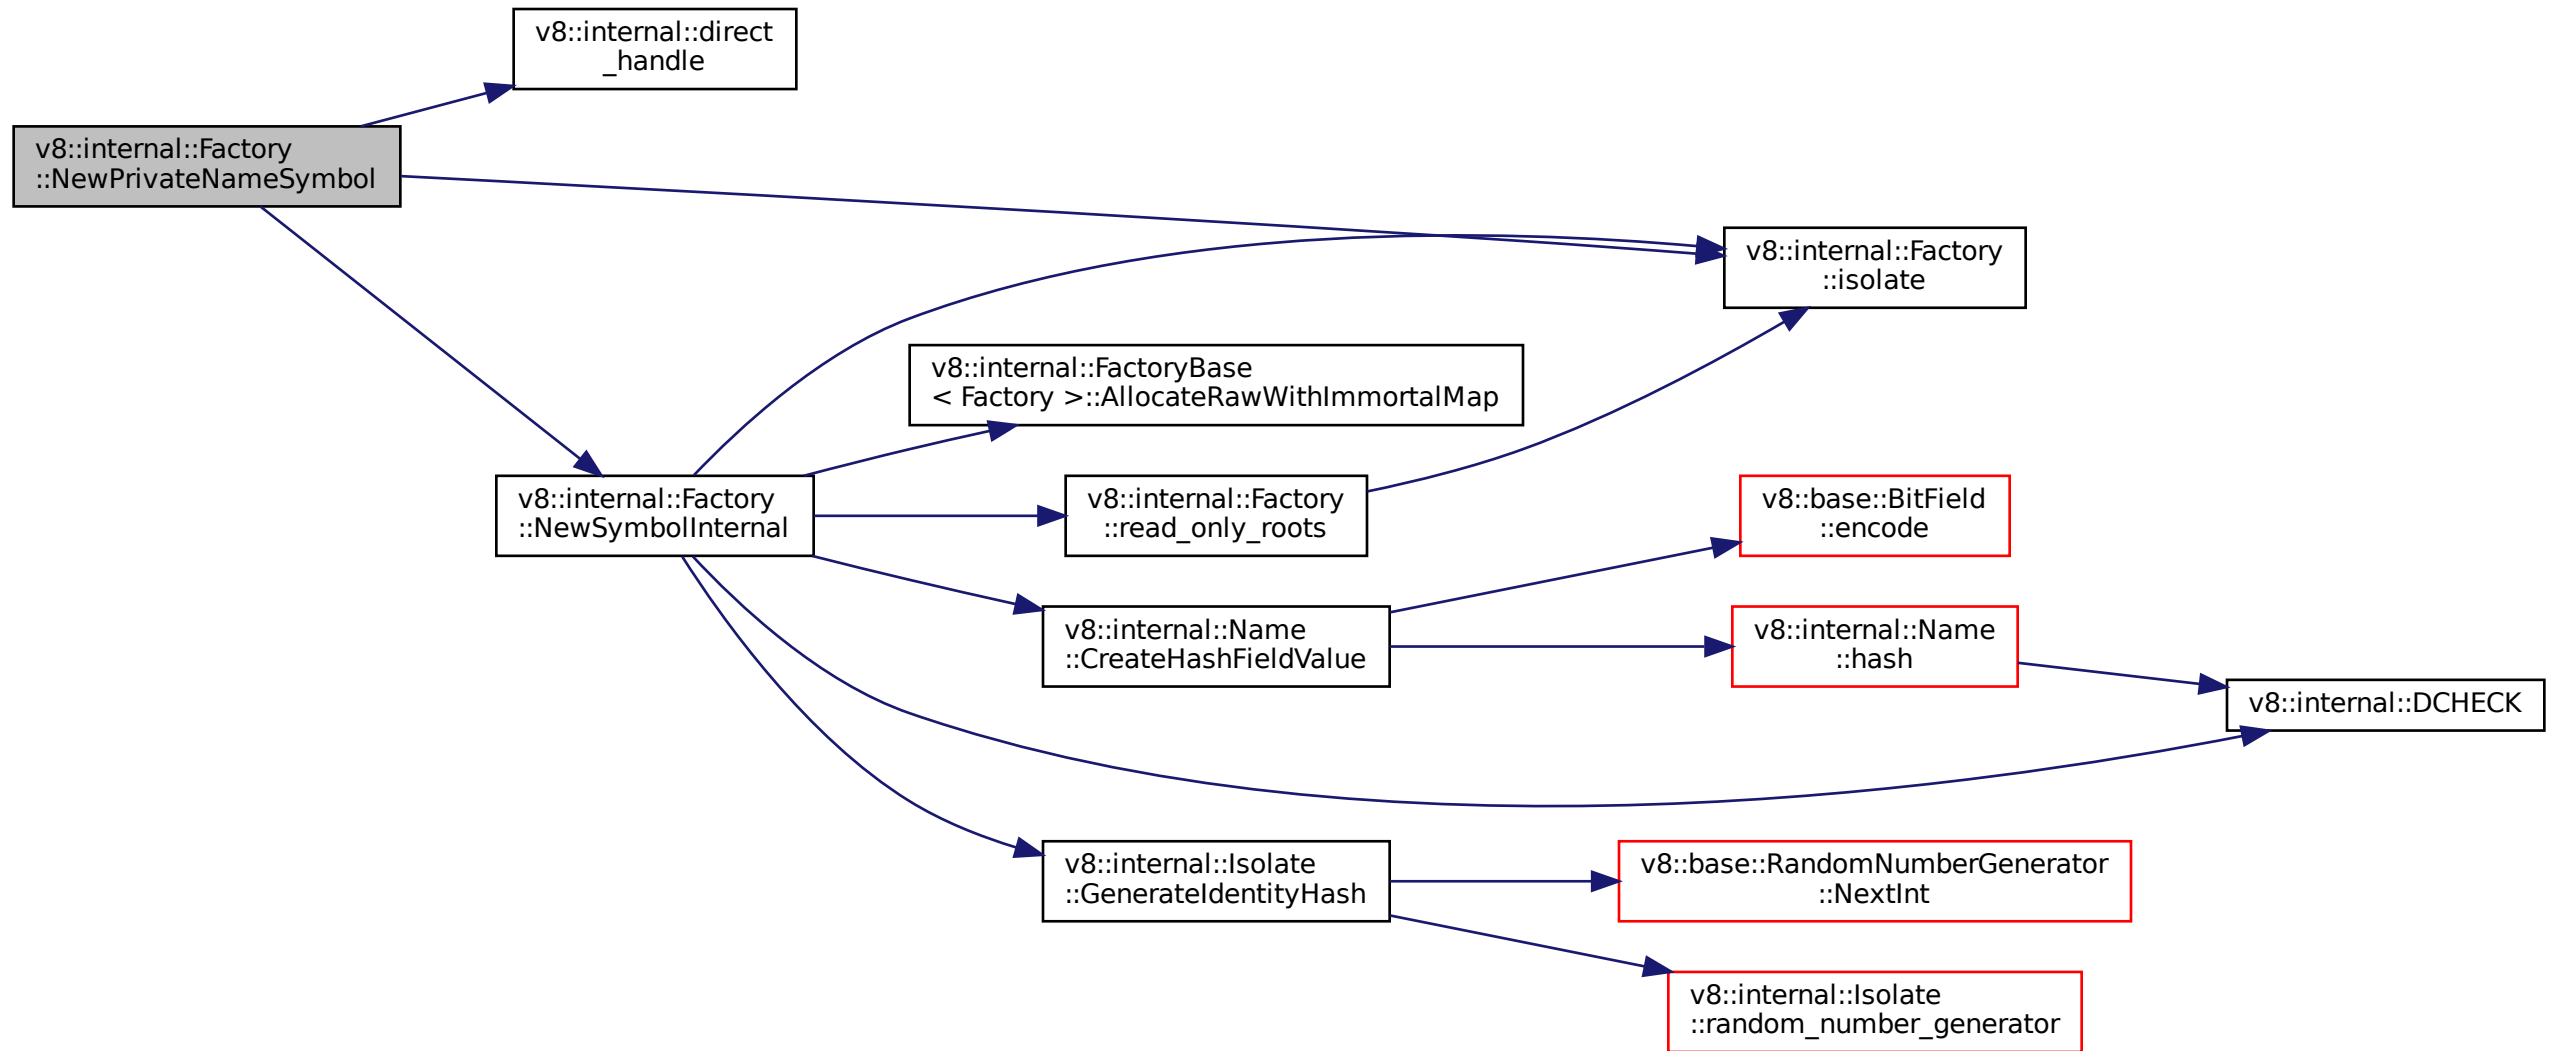 v8::internal::direct
_handle
v8::internal::Factory
::NewPrivateNameSymbol
v8::internal::Factory
::isolate
v8::internal::FactoryBase
< Factory >::AllocateRawWithImmortalMap
v8::internal::Factory
::NewSymbolInternal
v8::internal::Factory
::read_only_roots
v8::base::BitField
::encode
v8::internal::Name
::CreateHashFieldValue
v8::internal::Name
::hash
v8::internal::DCHECK
v8::internal::Isolate
::GenerateIdentityHash
v8::base::RandomNumberGenerator
::NextInt
v8::internal::Isolate
::random_number_generator